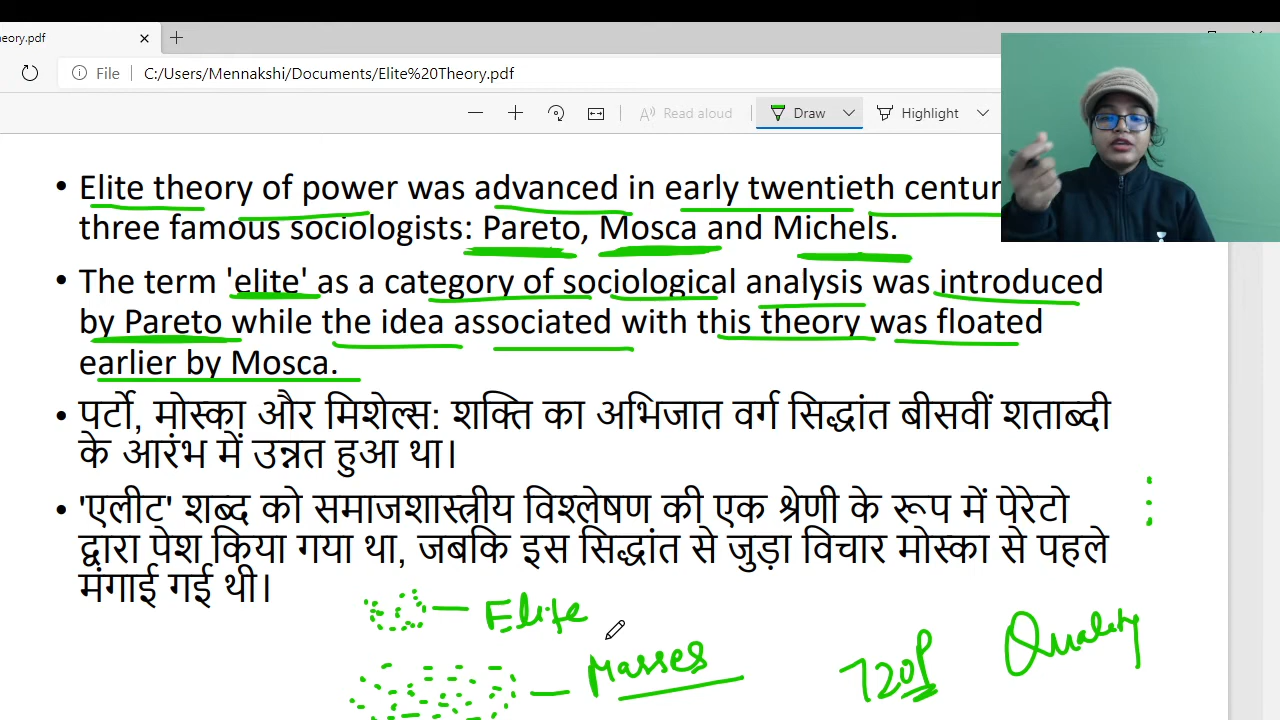 eory.pdf
File C:/Users/Mennakshi/Documents/Elite%20Theory.pdf
Read aloud Draw Highlight
• Elite theory of power was advanced in early twentieth centur
three famous sociologists: Pareto, Mosca and Michels.
• The term 'elite' as a category of sociological analysis was introduced
by Pareto while the idea associated with this theory was floated
earlier by Mosca.
• पर्टो, मोस्का और मिशेल्स: शक्ति का अभिजात वर्ग सिद्धांत बीसवीं शताब्दी
के आरंभ में उन्नत हुआ था।
• 'एलीट' शब्द को समाजशास्त्रीय विश्लेषण की एक श्रेणी के रूप में पेरेटो
द्वारा पेश किया गया था, जबकि इस सिद्धांत से जुड़ा विचार मोस्का से पहले
मंगाई गई थी।
Elite
Masses
720P
Quality